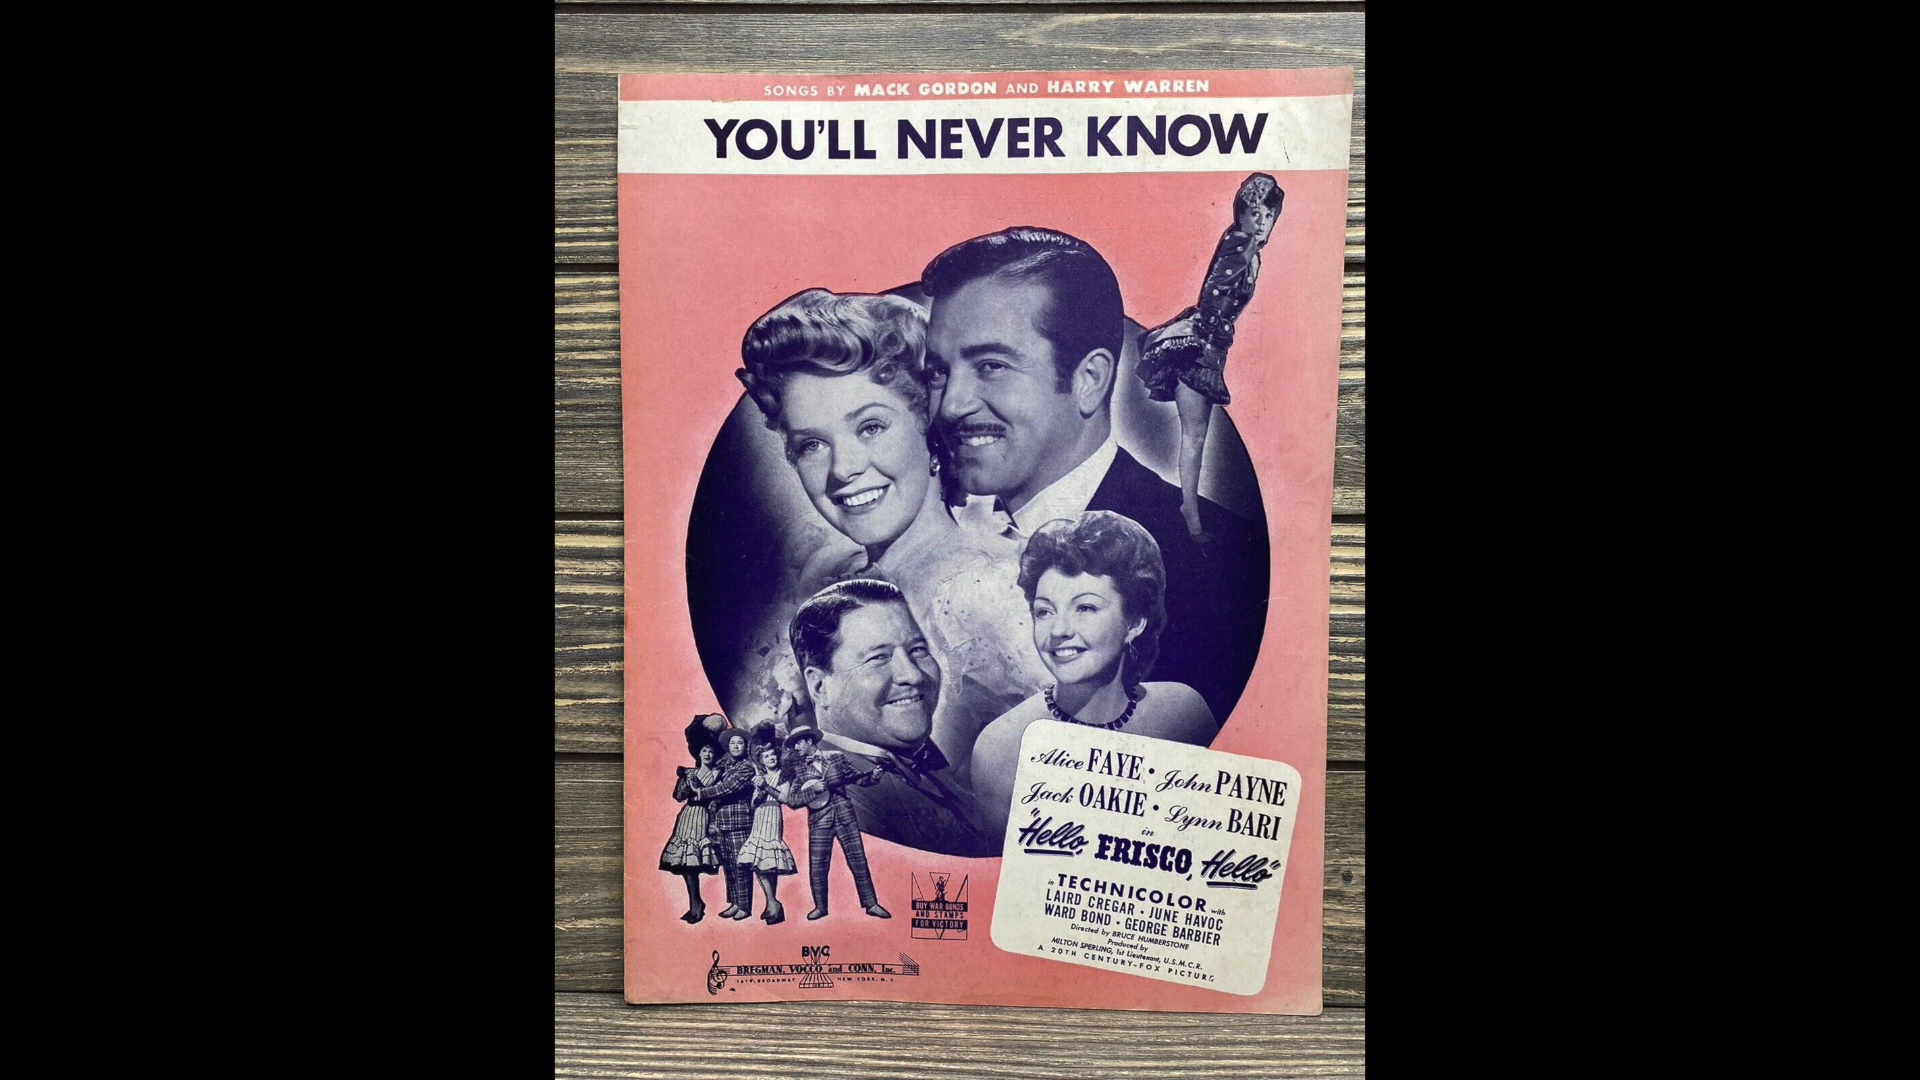 SONGS BY MACK GORDON AND HARRY WARREN
YOU'LL NEVER KNOW
Alice FAYE · John PAYNE
Jack OAKIE · Lynn BARI
in
"Hello, FRISCO, Hello"
in TECHNICOLOR with
LAIRD CREGAR · JUNE HAVOC
WARD BOND · GEORGE BARBIER
Directed by BRUCE HUMBERSTONE
Produced by
MILTON SPERLING, 1st Lieutenant, U.S.M.C.R.
A 20TH CENTURY-FOX PICTURE
BUY WAR BONDS
AND STAMPS
FOR VICTORY
BVC
BREGMAN, VOCCO and CONN, Inc.
1619 BROADWAY NEW YORK, N. Y.